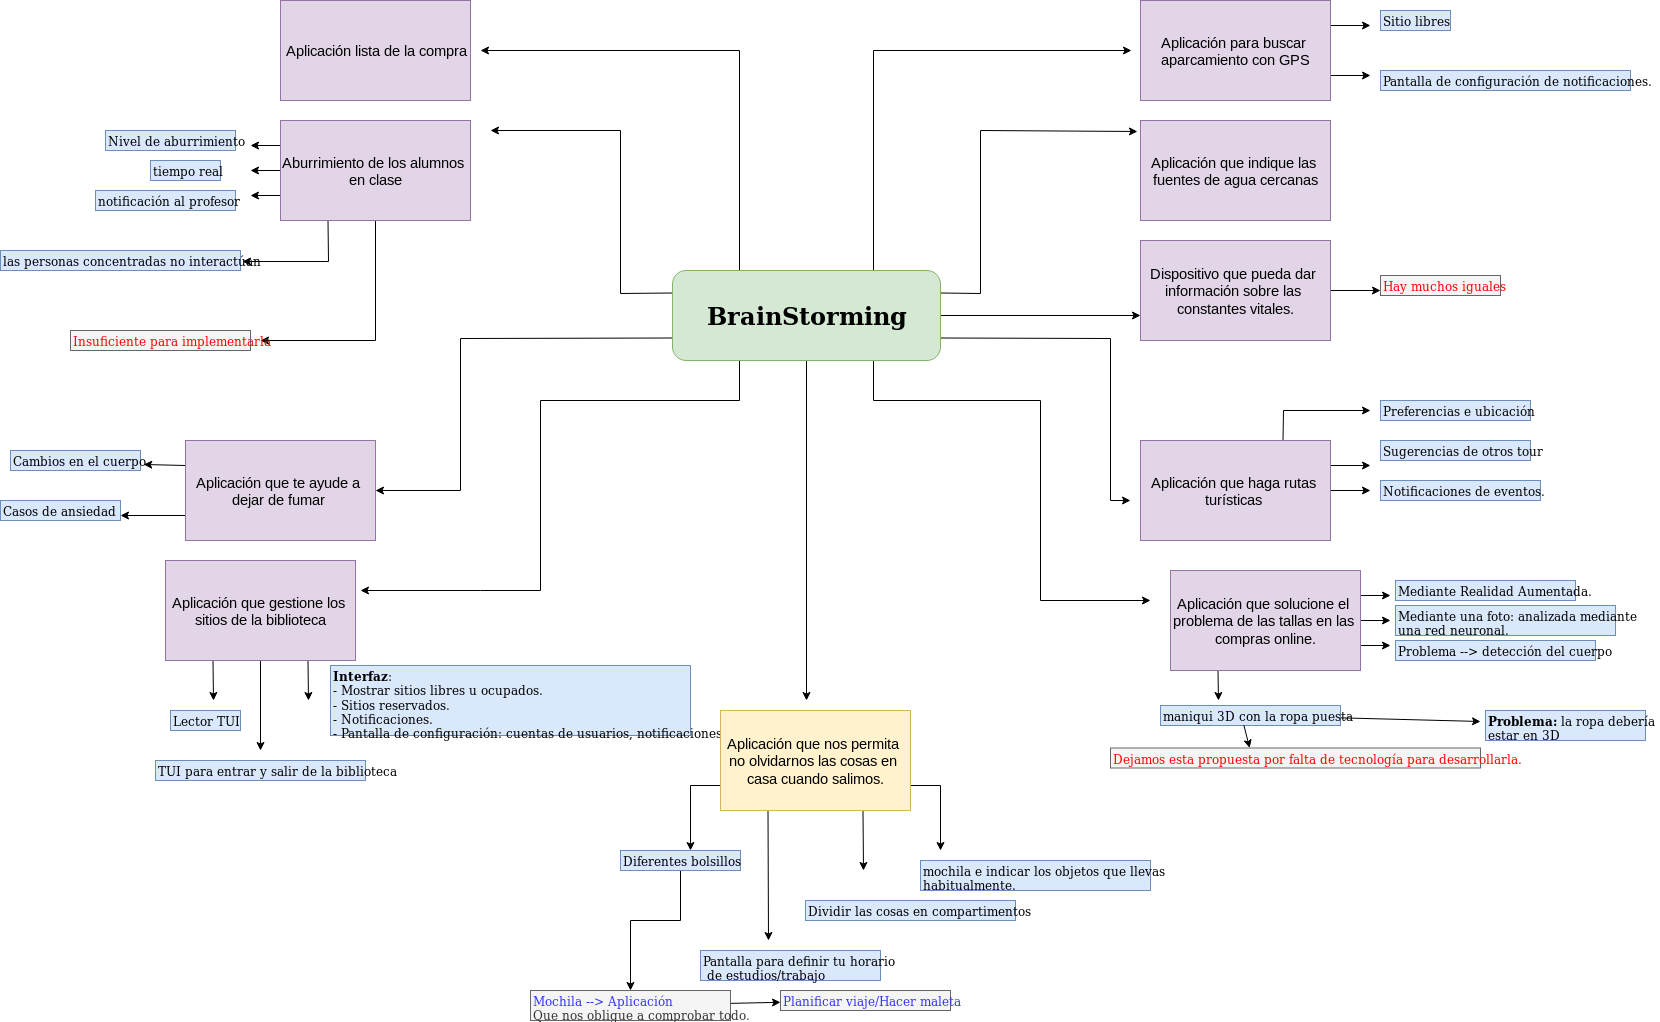 Aplicación lista de la compra
Aplicación para buscar
aparcamiento con GPS
Sitio libres
Pantalla de configuración de notificaciones.
Nivel de aburrimiento
tiempo real
notificación al profesor
Aburrimiento de los alumnos
en clase
las personas concentradas no interactúan
Insuficiente para implementarla
Aplicación que indique las
fuentes de agua cercanas
Dispositivo que pueda dar
información sobre las
constantes vitales.
Hay muchos iguales
BrainStorming
Cambios en el cuerpo
Casos de ansiedad
Aplicación que te ayude a
dejar de fumar
Aplicación que haga rutas
turísticas
Preferencias e ubicación
Sugerencias de otros tour
Notificaciones de eventos.
Aplicación que gestione los
sitios de la biblioteca
Lector TUI
TUI para entrar y salir de la biblioteca
Interfaz:
- Mostrar sitios libres u ocupados.
- Sitios reservados.
- Notificaciones.
- Pantalla de configuración: cuentas de usuarios, notificaciones
Aplicación que solucione el
problema de las tallas en las
compras online.
Mediante Realidad Aumentada.
Mediante una foto: analizada mediante
una red neuronal.
Problema --> detección del cuerpo
maniqui 3D con la ropa puesta
Problema: la ropa debería
estar en 3D
Dejamos esta propuesta por falta de tecnología para desarrollarla.
Aplicación que nos permita
no olvidarnos las cosas en
casa cuando salimos.
Diferentes bolsillos
mochila e indicar los objetos que llevas
habitualmente.
Dividir las cosas en compartimentos
Pantalla para definir tu horario
de estudios/trabajo
Mochila --> Aplicación
Que nos obligue a comprobar todo.
Planificar viaje/Hacer maleta